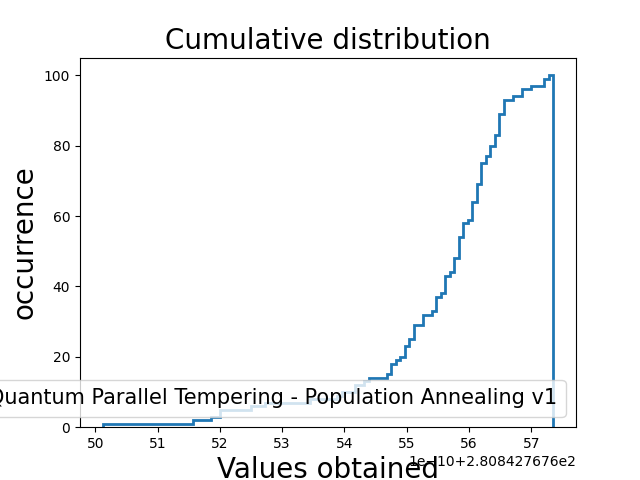 Cumulative distribution
occurrence
100
80
60
40
20
0
Quantum Parallel Tempering - Population Annealing v1
50 51 52 53 54 55 56 57
1e-10+2.808427676e2
Values obtained